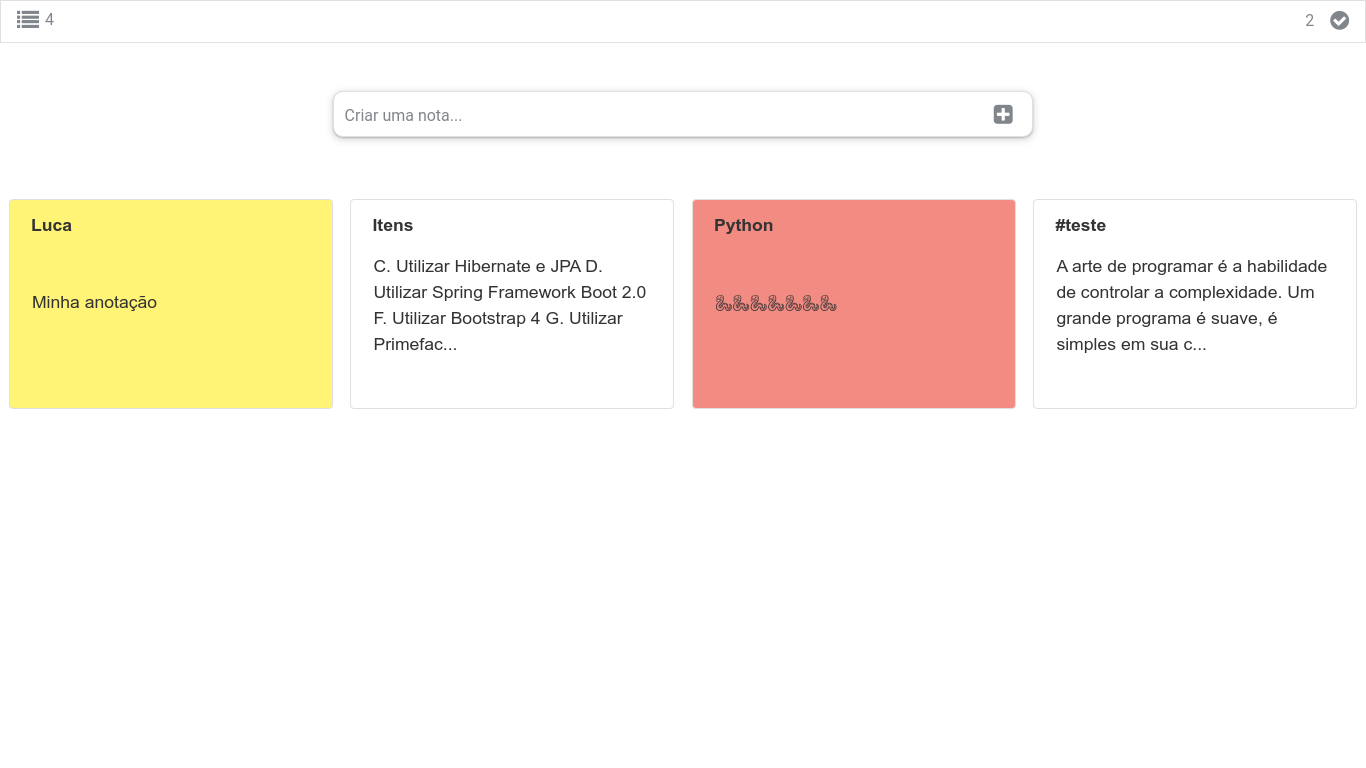 4
2
Criar uma nota...
Luca
Minha anotação
Itens
C. Utilizar Hibernate e JPA D.
Utilizar Spring Framework Boot 2.0
F. Utilizar Bootstrap 4 G. Utilizar
Primefac...
Python
🐍🐍🐍🐍🐍🐍🐍
#teste
A arte de programar é a habilidade
de controlar a complexidade. Um
grande programa é suave, é
simples em sua c...